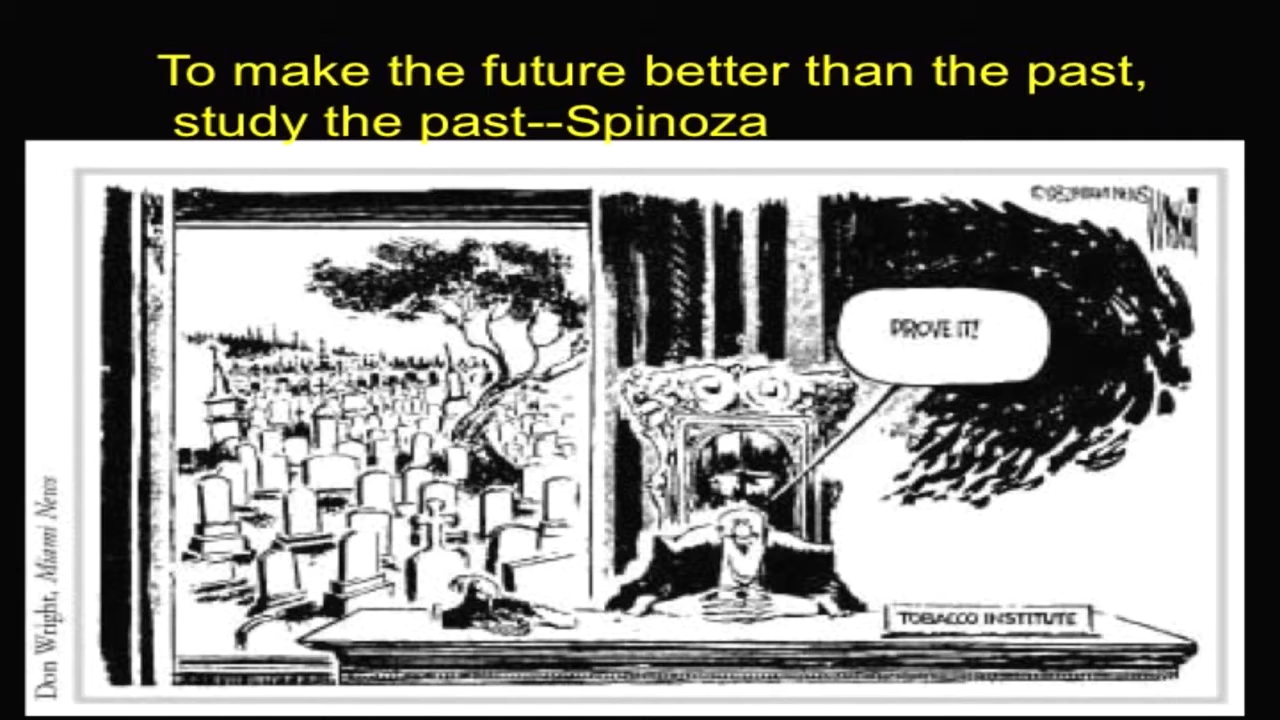 To make the future better than the past,
study the past--Spinoza
PROVE IT!
TOBACCO INSTITUTE
Don Wright, Miami News